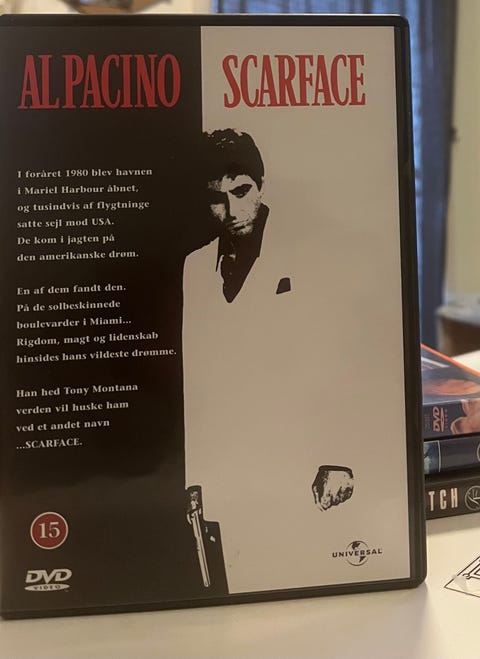 AL PACINO
SCARFACE
I foråret 1980 blev havnen
i Mariel Harbour åbnet,
og tusindvis af flygtninge
satte sejl mod USA.
De kom i jagten på
den amerikanske drøm.
En af dem fandt den.
På de solbeskinnede
boulevarder i Miami...
Rigdom, magt og lidenskab
hinsides hans vildeste drømme.
Han hed Tony Montana
verden vil huske ham
ved et andet navn
...SCARFACE.
15
DVD
VIDEO
UNIVERSAL
DVD
TCH